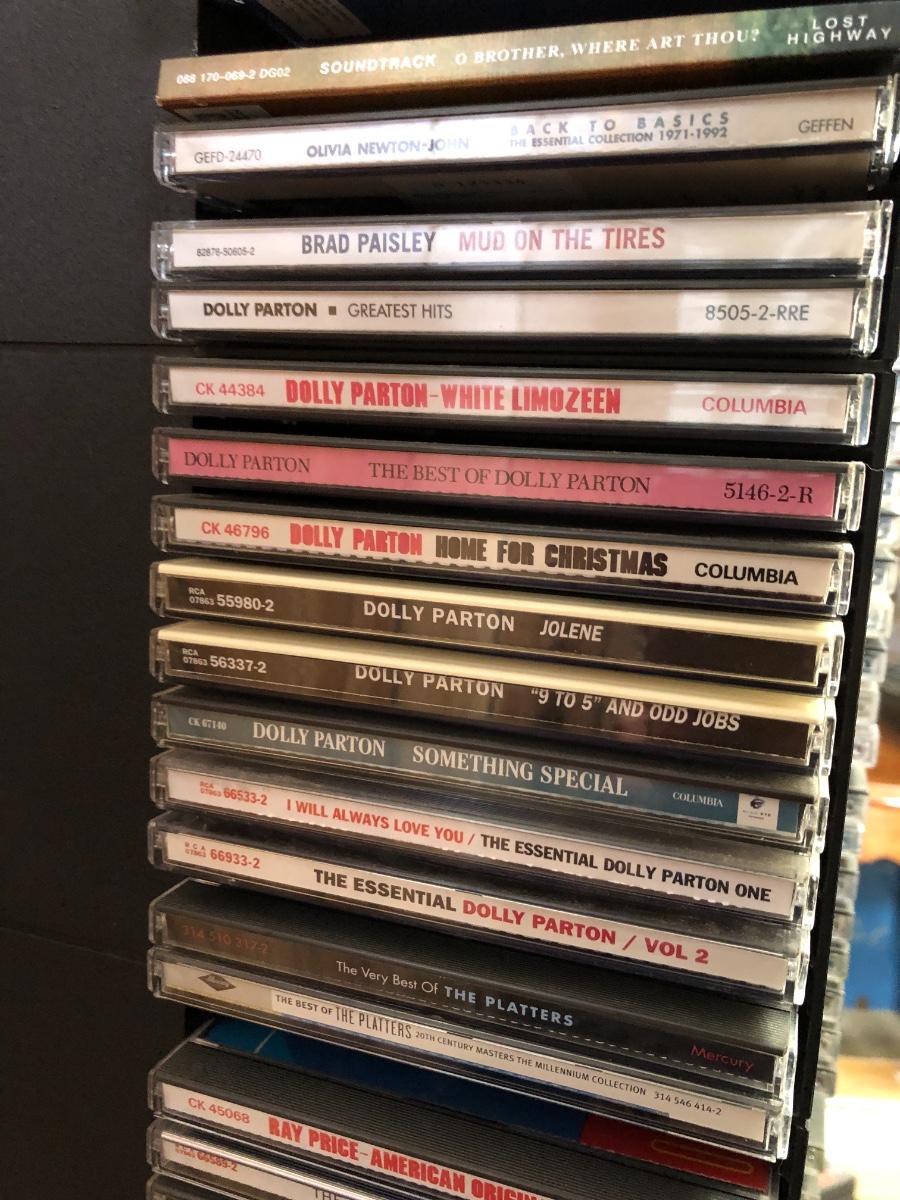 088 170-069-2 DG02 SOUNDTRACK O BROTHER, WHERE ART THOU? LOST HIGHWAY
GEFD-24470 OLIVIA NEWTON-JOHN BACK TO BASICS THE ESSENTIAL COLLECTION 1971-1992 GEFFEN
82876-50605-2 BRAD PAISLEY MUD ON THE TIRES
DOLLY PARTON ■ GREATEST HITS 8505-2-RRE
CK 44384 DOLLY PARTON-WHITE LIMOZEEN COLUMBIA
DOLLY PARTON THE BEST OF DOLLY PARTON 5146-2-R
CK 46796 DOLLY PARTON HOME FOR CHRISTMAS COLUMBIA
RCA 07863 55980-2 DOLLY PARTON JOLENE
RCA 07863 56337-2 DOLLY PARTON "9 TO 5" AND ODD JOBS
CK 67140 DOLLY PARTON SOMETHING SPECIAL COLUMBIA
RCA 07863 66533-2 I WILL ALWAYS LOVE YOU / THE ESSENTIAL DOLLY PARTON ONE
RCA 07863 66933-2 THE ESSENTIAL DOLLY PARTON / VOL 2
314 510 317-2 The Very Best Of THE PLATTERS Mercury
THE BEST OF THE PLATTERS 20TH CENTURY MASTERS THE MILLENNIUM COLLECTION 314 546 414-2
CK 45068 RAY PRICE-AMERICAN ORIGIN
THE